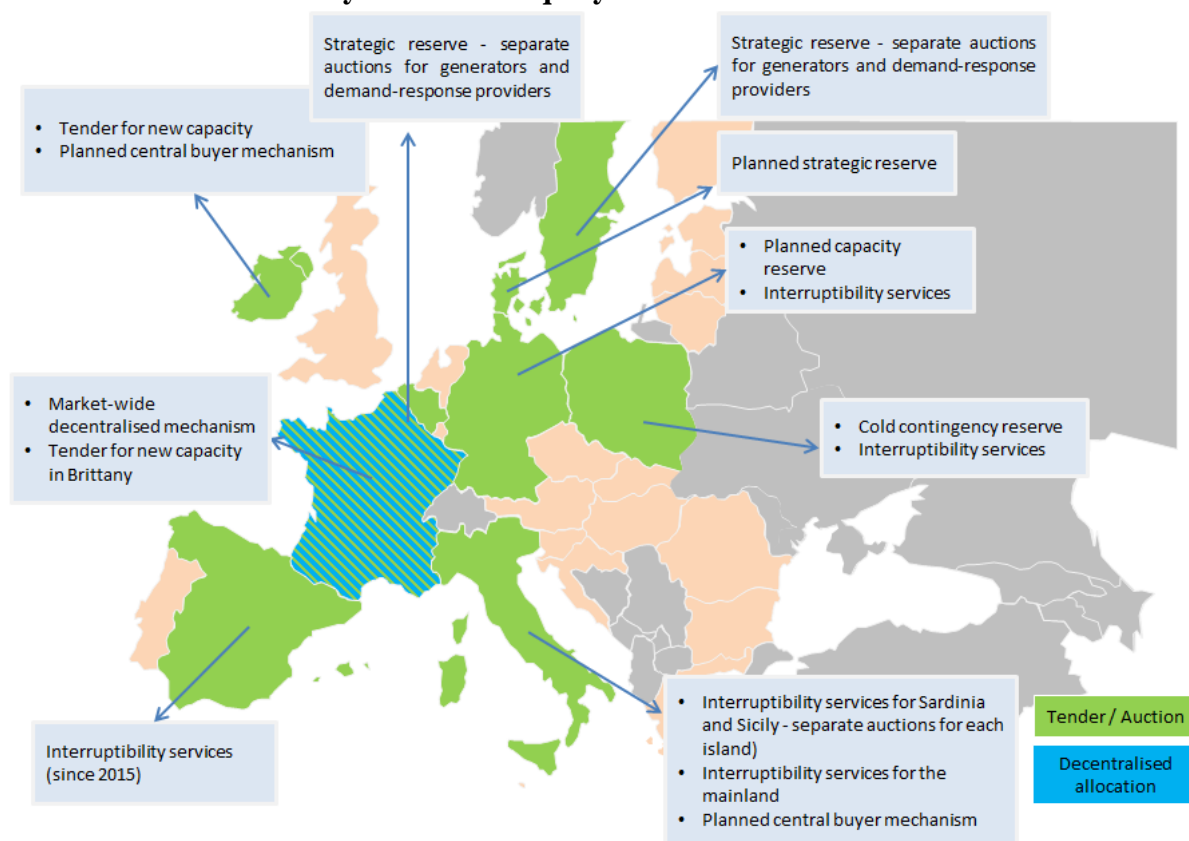 Strategic reserve - separate
auctions for generators and
demand-response providers
Strategic reserve - separate auctions
for generators and demand-response
providers
• Tender for new capacity
• Planned central buyer mechanism
Planned strategic reserve
• Planned capacity
reserve
• Interruptibility services
• Market-wide
decentralised mechanism
• Tender for new capacity
in Brittany
• Cold contingency reserve
• Interruptibility services
Interruptibility services
(since 2015)
• Interruptibility services for Sardinia
and Sicily - separate auctions for each
island)
• Interruptibility services for the
mainland
• Planned central buyer mechanism
Tender / Auction
Decentralised
allocation